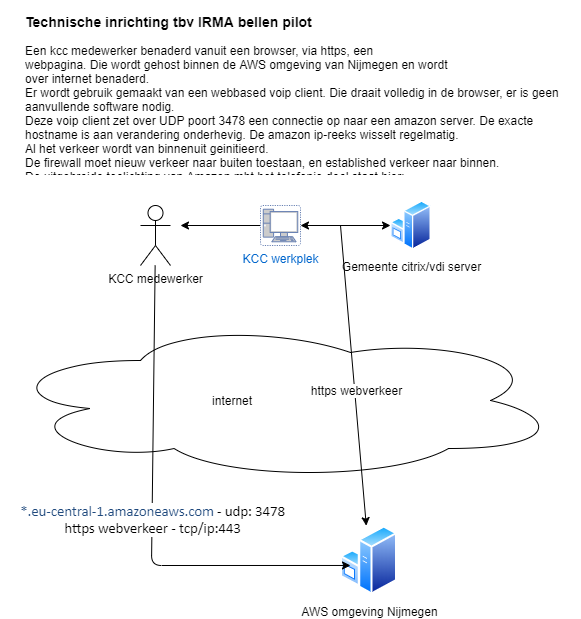 Technische inrichting tbv IRMA bellen pilot
Een kcc medewerker benaderd vanuit een browser, via https, een
webpagina. Die wordt gehost binnen de AWS omgeving van Nijmegen en wordt
over internet benaderd.
Er wordt gebruik gemaakt van een webbased voip client. Die draait volledig in de browser, er is geen
aanvullende software nodig.
Deze voip client zet over UDP poort 3478 een connectie op naar een amazon server. De exacte
hostname is aan verandering onderhevig. De amazon ip-reeks wisselt regelmatig.
Al het verkeer wordt van binnenuit geinitieerd.
De firewall moet nieuw verkeer naar buiten toestaan, en established verkeer naar binnen.
KCC werkplek
Gemeente citrix/vdi server
KCC medewerker
https webverkeer
internet
*.eu-central-1.amazoneaws.com - udp: 3478
https webverkeer - tcp/ip:443
AWS omgeving Nijmegen